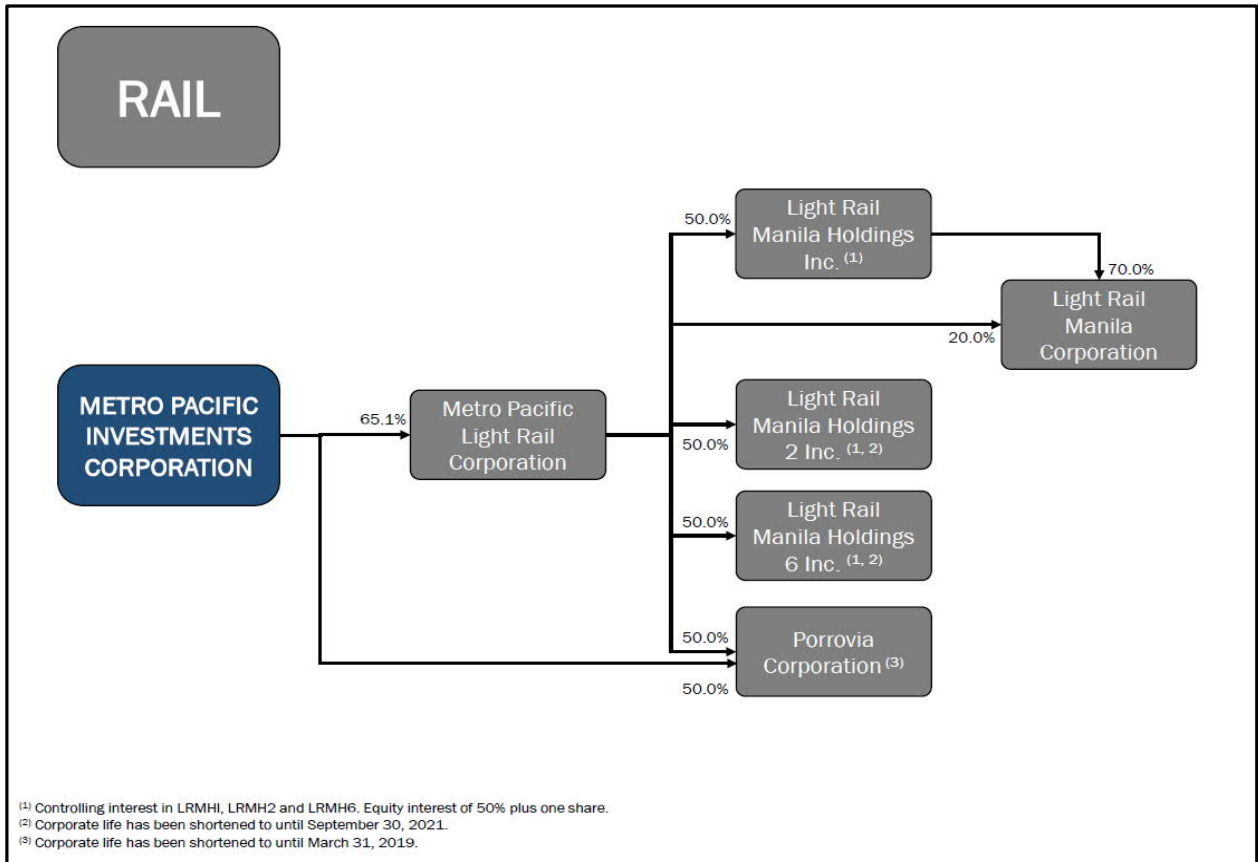 RAIL
50.0%
Light Rail
Manila Holdings
Inc. (1)
70.0%
Light Rail
Manila
Corporation
20.0%
METRO PACIFIC
INVESTMENTS
CORPORATION
65.1%
Metro Pacific
Light Rail
Corporation
50.0%
Light Rail
Manila Holdings
2 Inc. (1, 2)
50.0%
Light Rail
Manila Holdings
6 Inc. (1, 2)
50.0%
Porrovia
Corporation (3)
50.0%
(1) Controlling interest in LRMHI, LRMH2 and LRMH6. Equity interest of 50% plus one share.
(2) Corporate life has been shortened to until September 30, 2021.
(3) Corporate life has been shortened to until March 31, 2019.